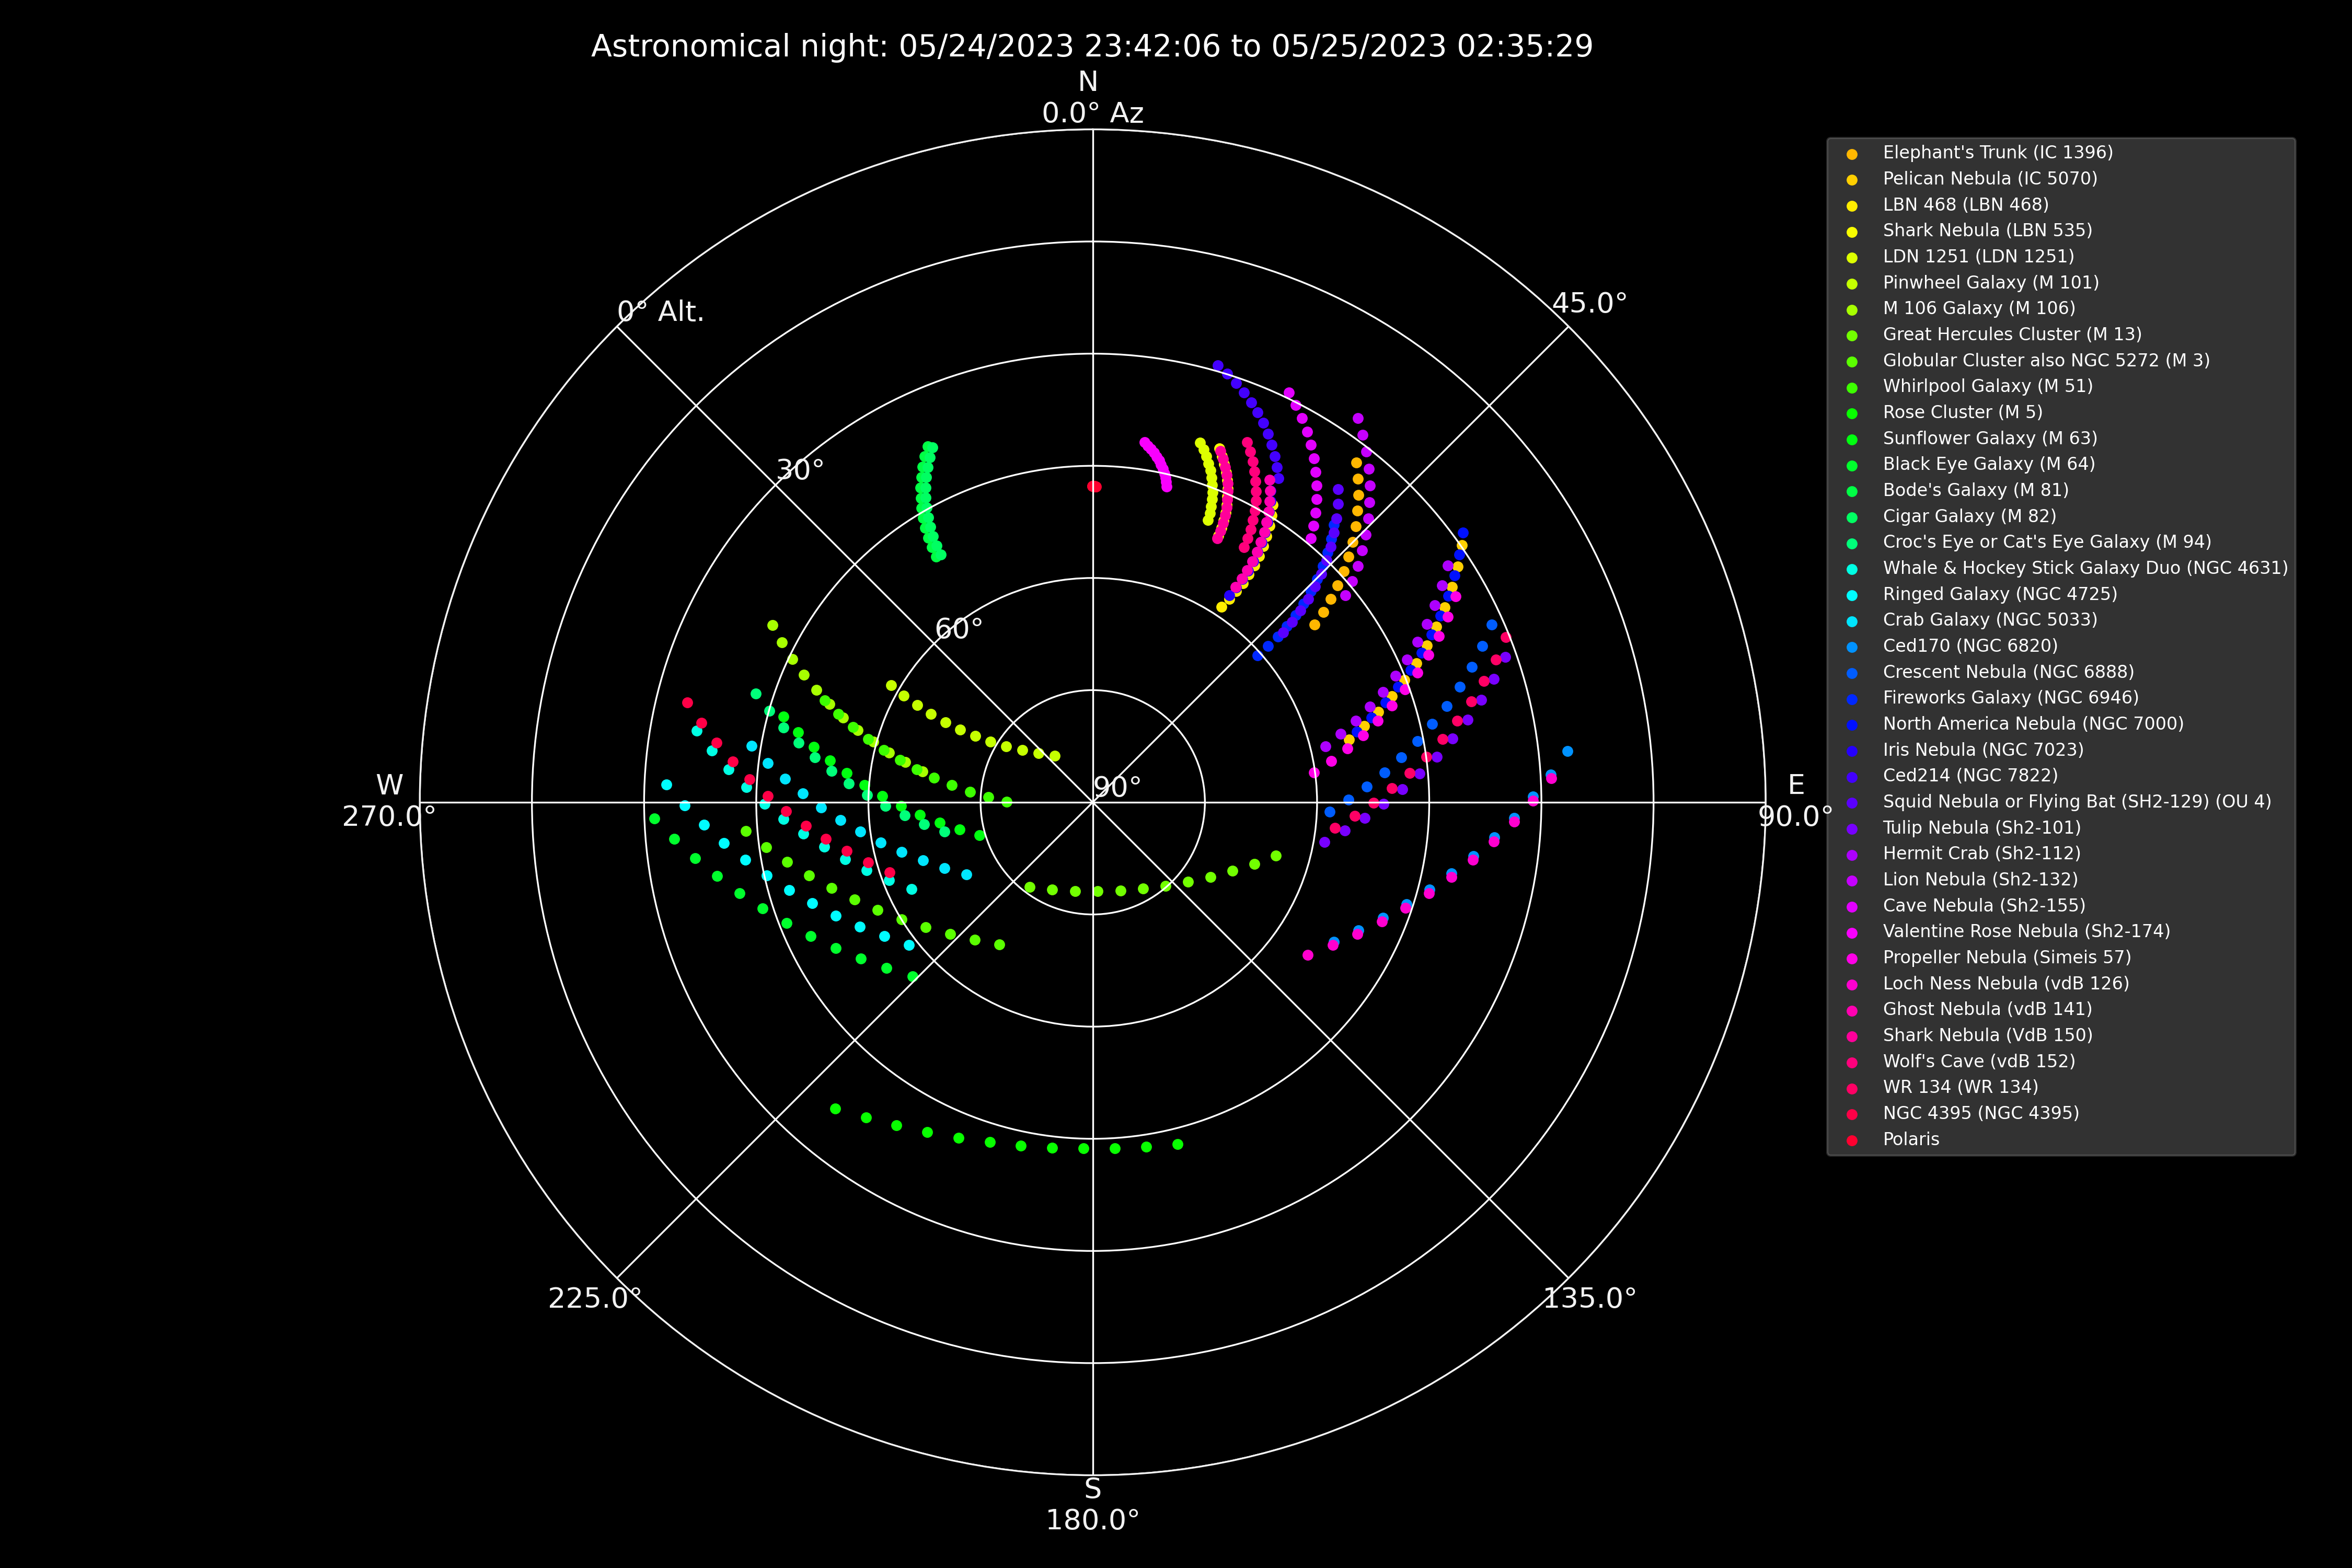 Astronomical night: 05/24/2023 23:42:06 to 05/25/2023 02:35:29
N
0.0° Az
45.0°
0° Alt.
30°
60°
90°
W
270.0°
E
90.0°
225.0°
135.0°
S
180.0°
Elephant's Trunk (IC 1396)
Pelican Nebula (IC 5070)
LBN 468 (LBN 468)
Shark Nebula (LBN 535)
LDN 1251 (LDN 1251)
Pinwheel Galaxy (M 101)
M 106 Galaxy (M 106)
Great Hercules Cluster (M 13)
Globular Cluster also NGC 5272 (M 3)
Whirlpool Galaxy (M 51)
Rose Cluster (M 5)
Sunflower Galaxy (M 63)
Black Eye Galaxy (M 64)
Bode's Galaxy (M 81)
Cigar Galaxy (M 82)
Croc's Eye or Cat's Eye Galaxy (M 94)
Whale & Hockey Stick Galaxy Duo (NGC 4631)
Ringed Galaxy (NGC 4725)
Crab Galaxy (NGC 5033)
Ced170 (NGC 6820)
Crescent Nebula (NGC 6888)
Fireworks Galaxy (NGC 6946)
North America Nebula (NGC 7000)
Iris Nebula (NGC 7023)
Ced214 (NGC 7822)
Squid Nebula or Flying Bat (SH2-129) (OU 4)
Tulip Nebula (Sh2-101)
Hermit Crab (Sh2-112)
Lion Nebula (Sh2-132)
Cave Nebula (Sh2-155)
Valentine Rose Nebula (Sh2-174)
Propeller Nebula (Simeis 57)
Loch Ness Nebula (vdB 126)
Ghost Nebula (vdB 141)
Shark Nebula (VdB 150)
Wolf's Cave (vdB 152)
WR 134 (WR 134)
NGC 4395 (NGC 4395)
Polaris